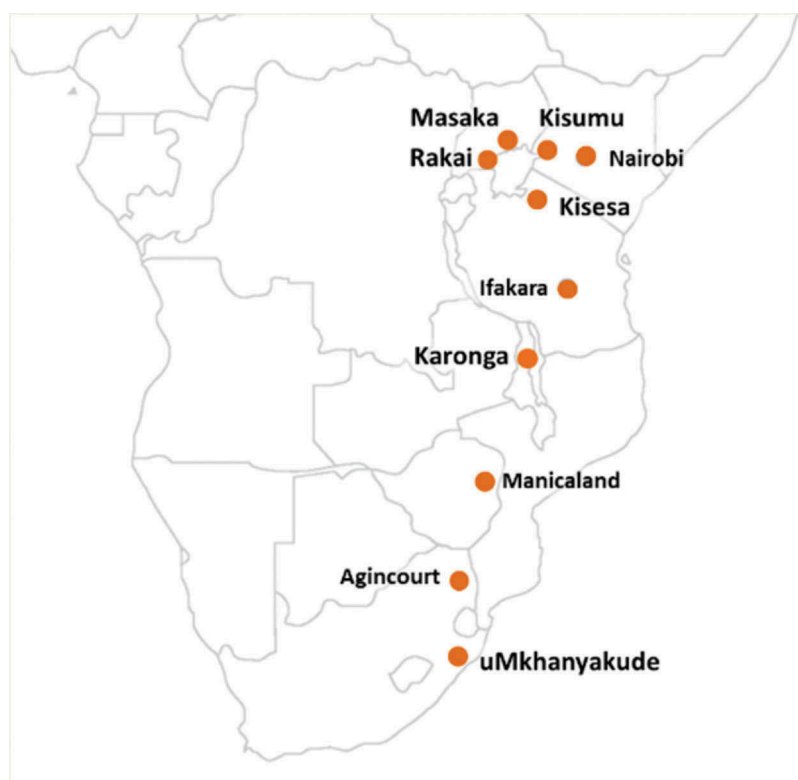 Masaka
Kisumu
Rakai
Nairobi
Kisesa
Ifakara
Karonga
Manicaland
Agincourt
uMkhanyakude